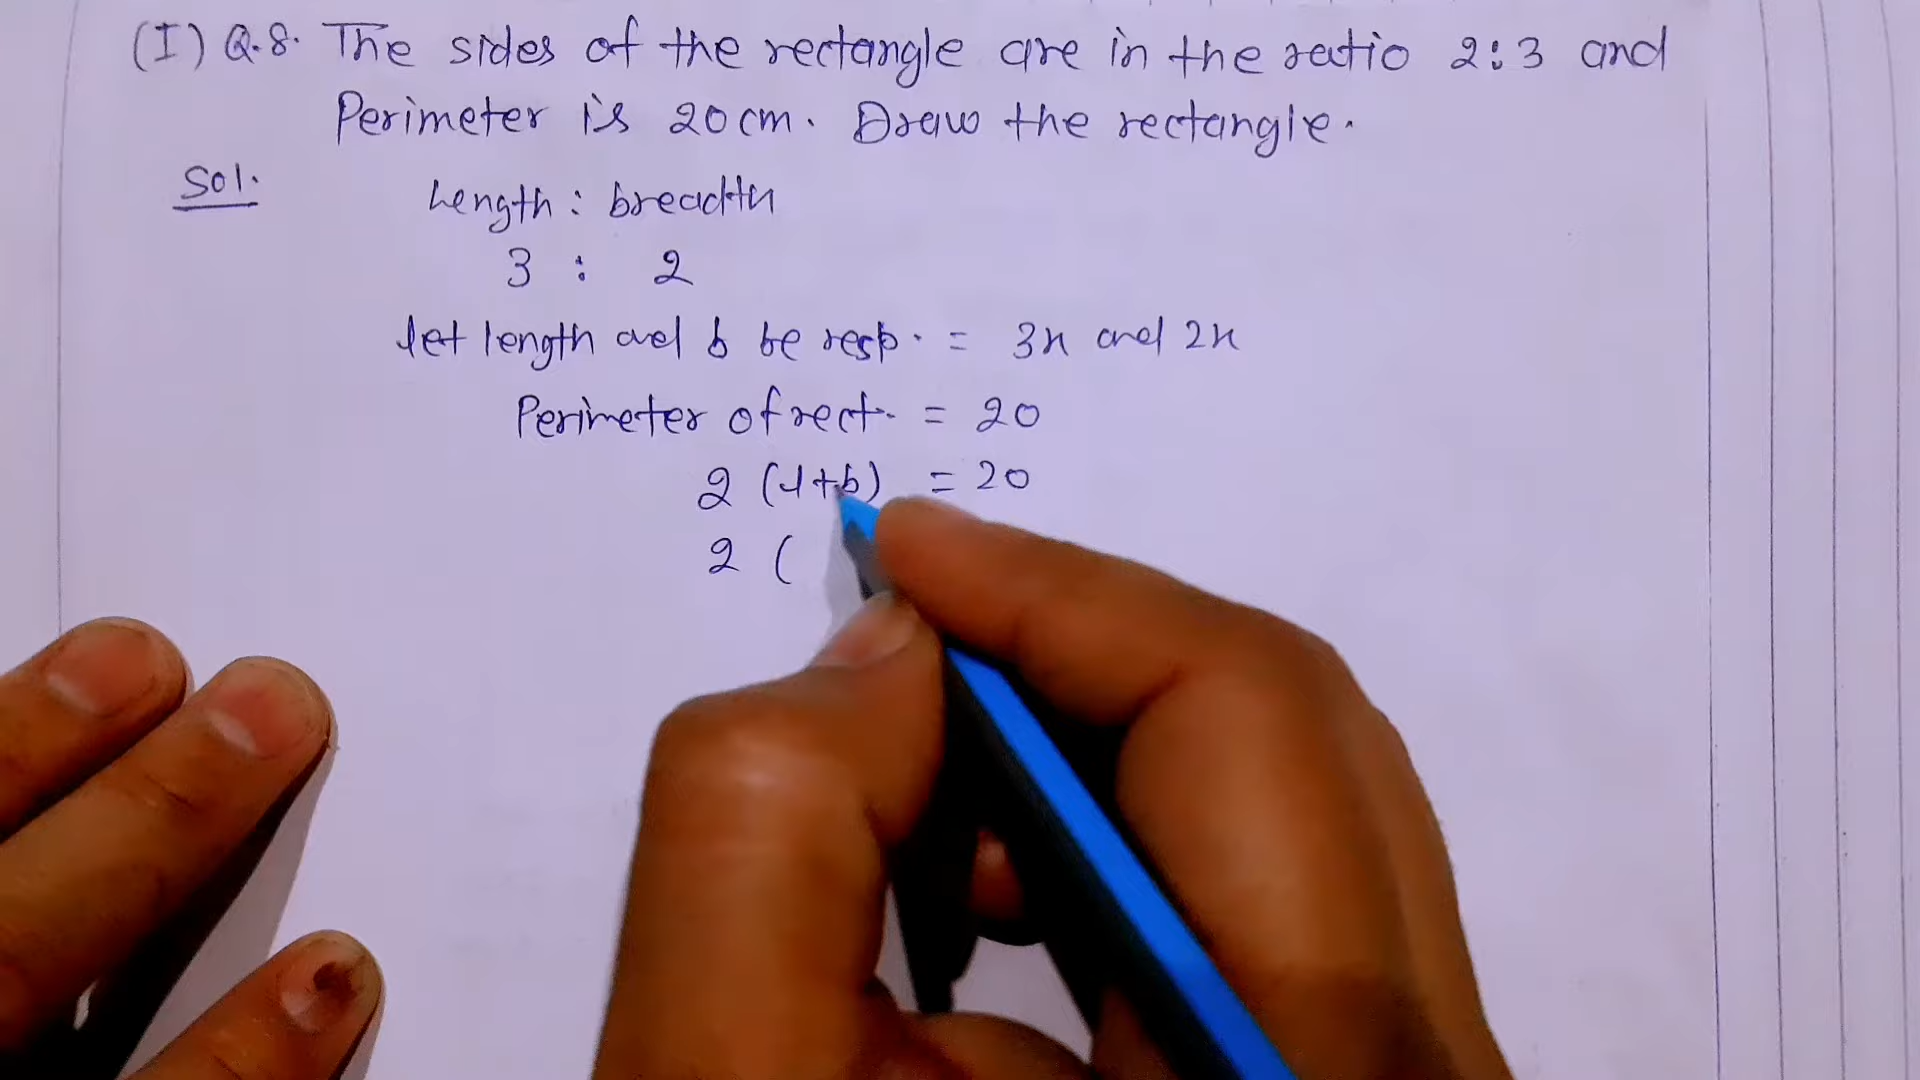 (I) Q.8. The sides of the rectangle are in the ratio 2:3 and
Perimeter is 20cm. Draw the rectangle.
Sol.
Length : breadth
3 : 2
let length and b be resp. = 3x and 2x
Perimeter of rect. = 20
2 (l+b) = 20
2 (